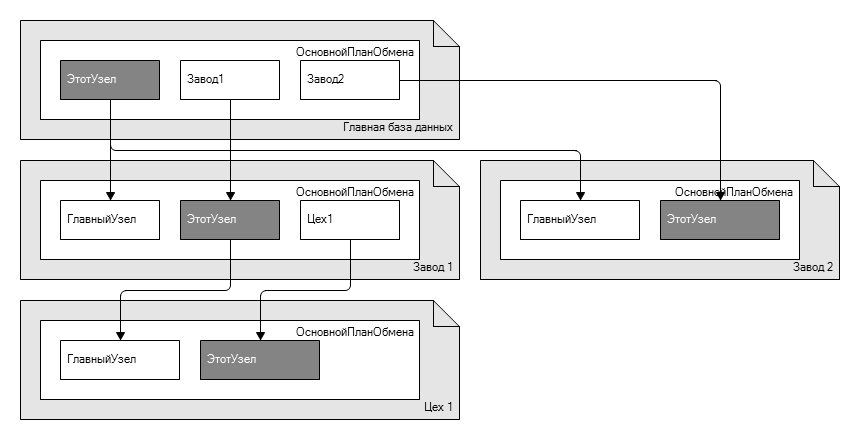 ОсновнойПланОбмена
ЭтотУзел
Завод1
Завод2
Главная база данных
ОсновнойПланОбмена
ГлавныйУзел
ЭтотУзел
Цех1
Завод 1
ОсновнойПланОбмена
ГлавныйУзел
ЭтотУзел
Завод 2
ОсновнойПланОбмена
ГлавныйУзел
ЭтотУзел
Цех 1